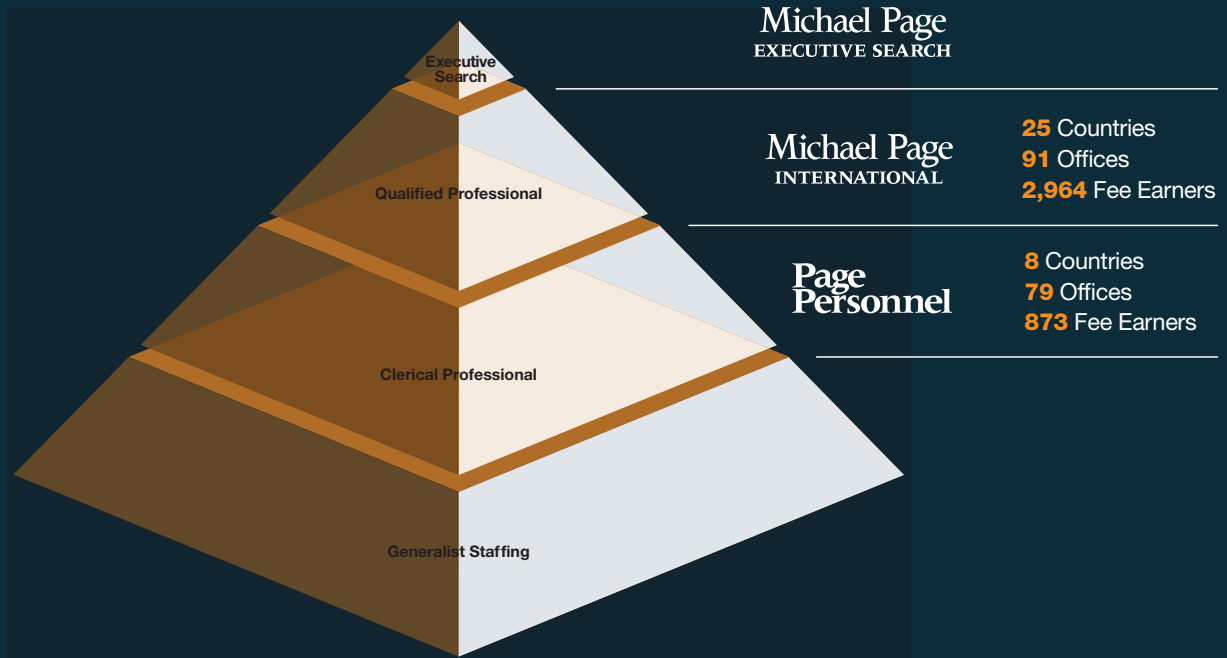 Michael Page
EXECUTIVE SEARCH
Executive
Search
25 Countries
91 Offices
2,964 Fee Earners
Michael Page
INTERNATIONAL
Qualified Professional
8 Countries
79 Offices
873 Fee Earners
Page
Personnel
Clerical Professional
Generalist Staffing